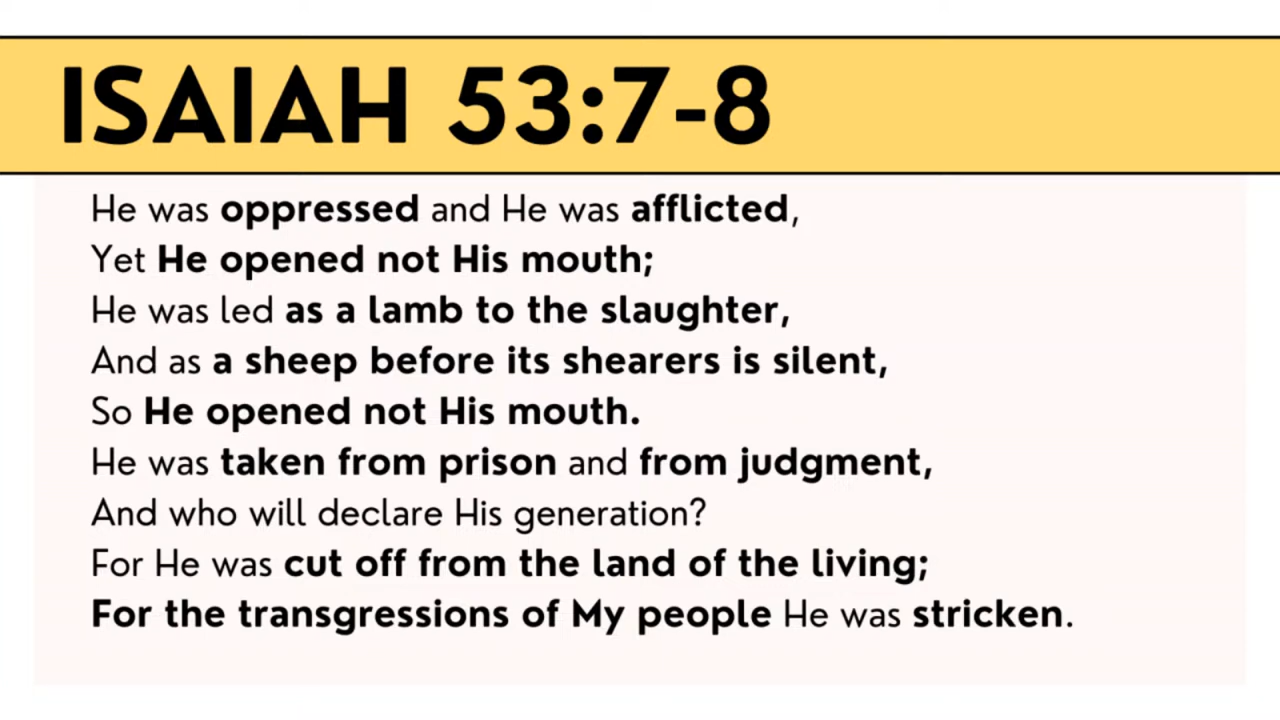 ISAIAH 53:7-8
He was oppressed and He was afflicted,
Yet He opened not His mouth;
He was led as a lamb to the slaughter,
And as a sheep before its shearers is silent,
So He opened not His mouth.
He was taken from prison and from judgment,
And who will declare His generation?
For He was cut off from the land of the living;
For the transgressions of My people He was stricken.